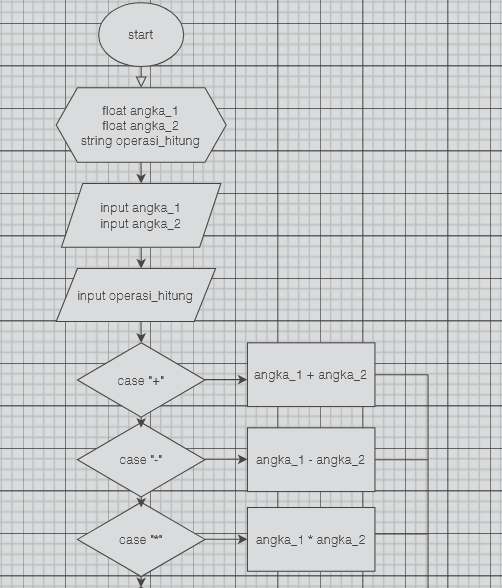 start
float angka_1
float angka_2
string operasi_hitung
input angka_1
input angka_2
input operasi_hitung
case "+"
angka_1 + angka_2
case "-"
angka_1 - angka_2
case "*"
angka_1 * angka_2